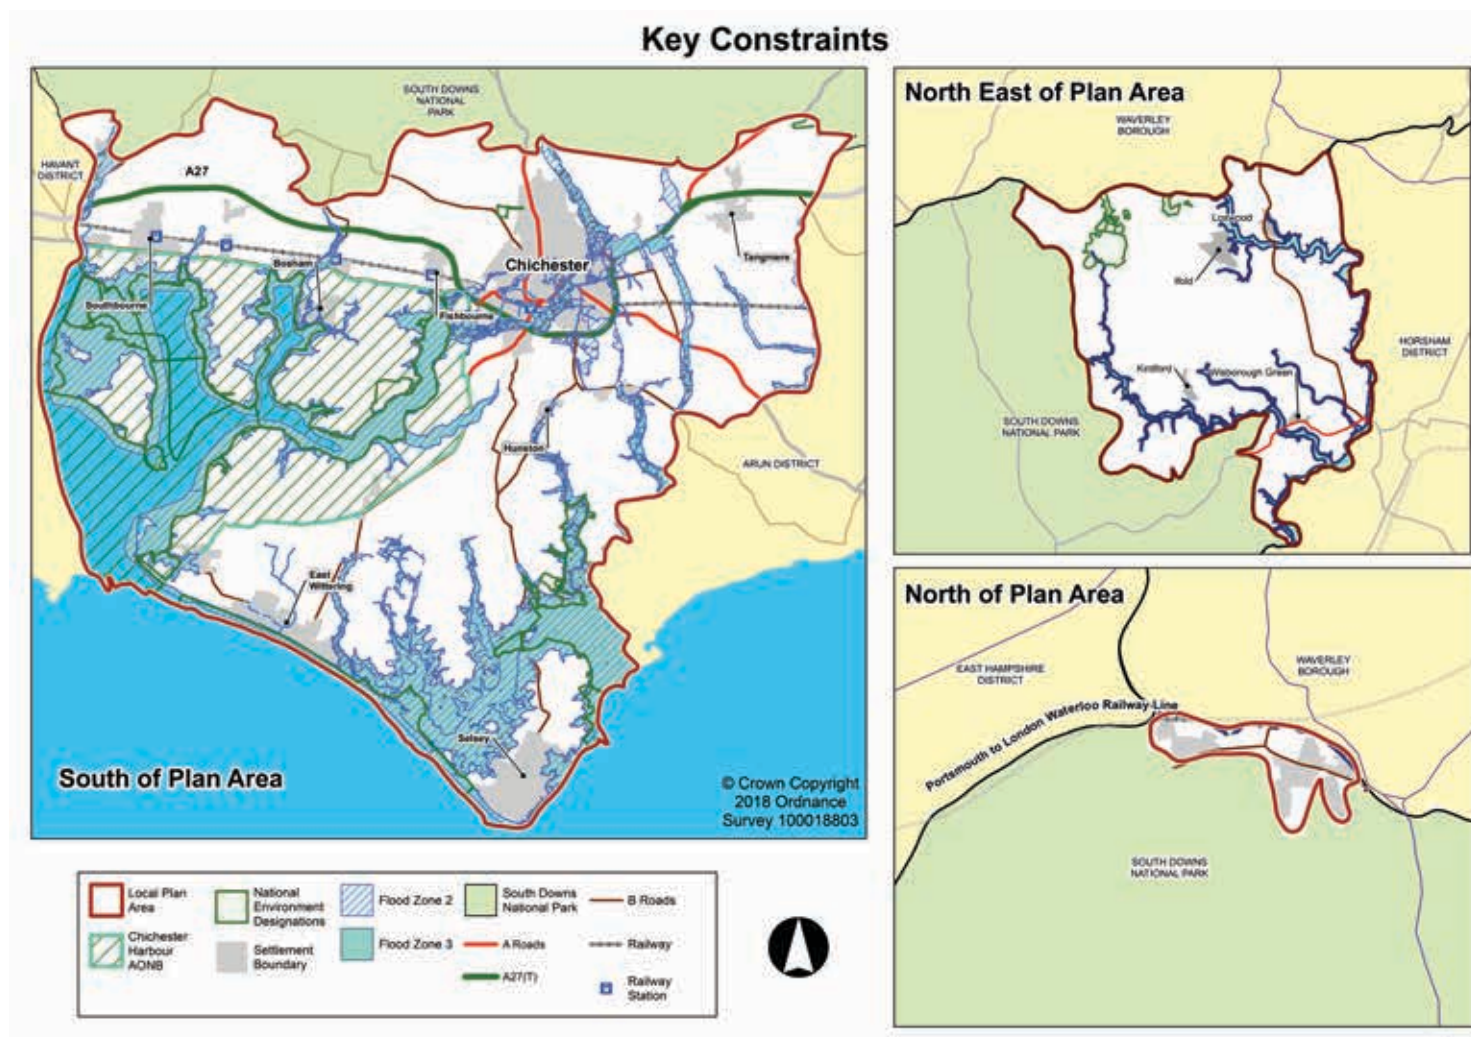 Key Constraints
SOUTH DOWNS
NATIONAL
PARK
HAVANT
DISTRICT
A27
Chichester
Tangmere
Bosham
Southbourne
Fishbourne
Hunston
ARUN DISTRICT
East
Wittering
Selsey
South of Plan Area
© Crown Copyright
2018 Ordnance
Survey 100018803
North East of Plan Area
WAVERLEY
BOROUGH
Loxwood
Ifold
HORSHAM
DISTRICT
Kirdford
Wisborough Green
SOUTH DOWNS
NATIONAL PARK
North of Plan Area
EAST HAMPSHIRE
DISTRICT
WAVERLEY
BOROUGH
Portsmouth to London Waterloo Railway Line
SOUTH DOWNS
NATIONAL PARK
Local Plan
Area
Chichester
Harbour
AONB
National
Environment
Designations
Settlement
Boundary
Flood Zone 2
Flood Zone 3
South Downs
National Park
A Roads
A27(T)
B Roads
Railway
Railway
Station